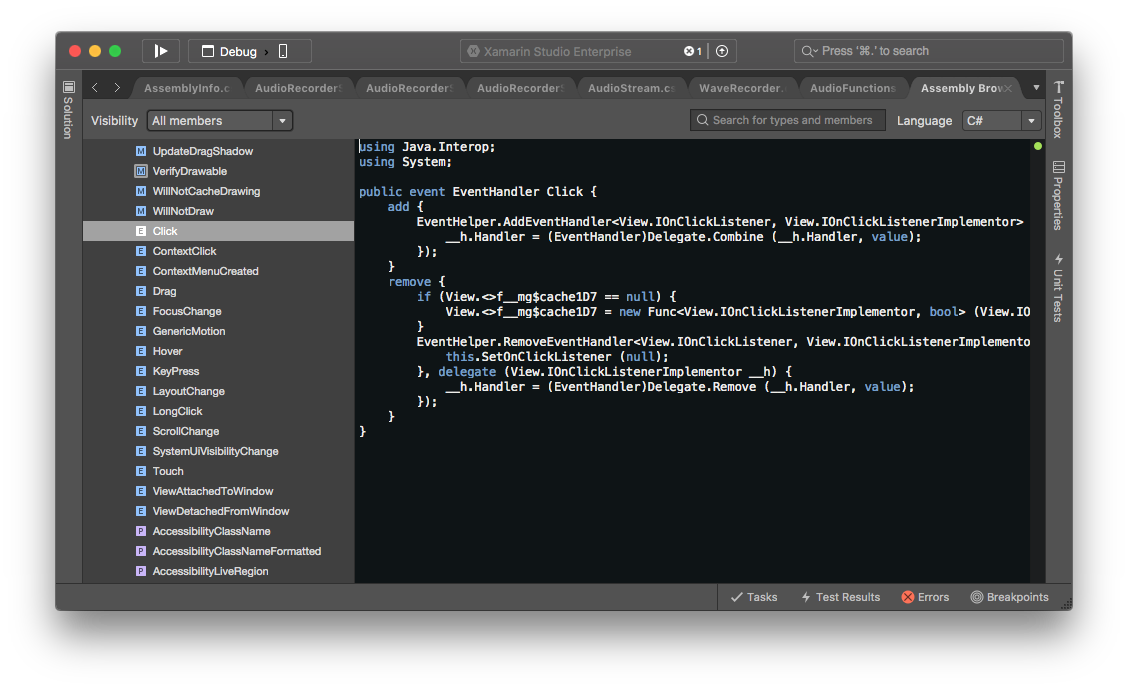 Debug › Xamarin Studio Enterprise 1 Press '⌘.' to search
Solution
AssemblyInfo.c AudioRecorder AudioRecorder AudioRecorder AudioStream.cs WaveRecorder. AudioFunctions Assembly Brow
Visibility All members Search for types and members Language C#
M UpdateDragShadow
M VerifyDrawable
M WillNotCacheDrawing
M WillNotDraw
E Click
E ContextClick
E ContextMenuCreated
E Drag
E FocusChange
E GenericMotion
E Hover
E KeyPress
E LayoutChange
E LongClick
E ScrollChange
E SystemUiVisibilityChange
E Touch
E ViewAttachedToWindow
E ViewDetachedFromWindow
P AccessibilityClassName
P AccessibilityClassNameFormatted
P AccessibilityLiveRegion
using Java.Interop;
using System;
public event EventHandler Click {
add {
EventHelper.AddEventHandler<View.IOnClickListener, View.IOnClickListenerImplementor>
__h.Handler = (EventHandler)Delegate.Combine (__h.Handler, value);
});
}
remove {
if (View.<>f__mg$cache1D7 == null) {
View.<>f__mg$cache1D7 = new Func<View.IOnClickListenerImplementor, bool> (View.IO
}
EventHelper.RemoveEventHandler<View.IOnClickListener, View.IOnClickListenerImplemento
this.SetOnClickListener (null);
}, delegate (View.IOnClickListenerImplementor __h) {
__h.Handler = (EventHandler)Delegate.Remove (__h.Handler, value);
});
}
}
Toolbox
Properties
Unit Tests
Tasks Test Results Errors Breakpoints